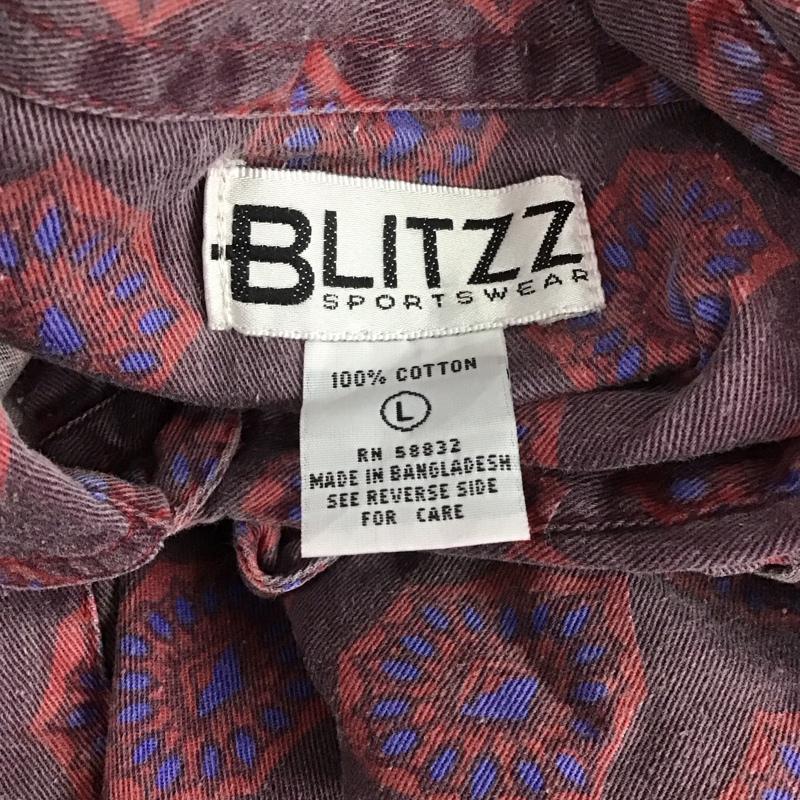 BLITZZ
SPORTSWEAR
100% COTTON
L
RN 58832
MADE IN BANGLADESH
SEE REVERSE SIDE
FOR CARE